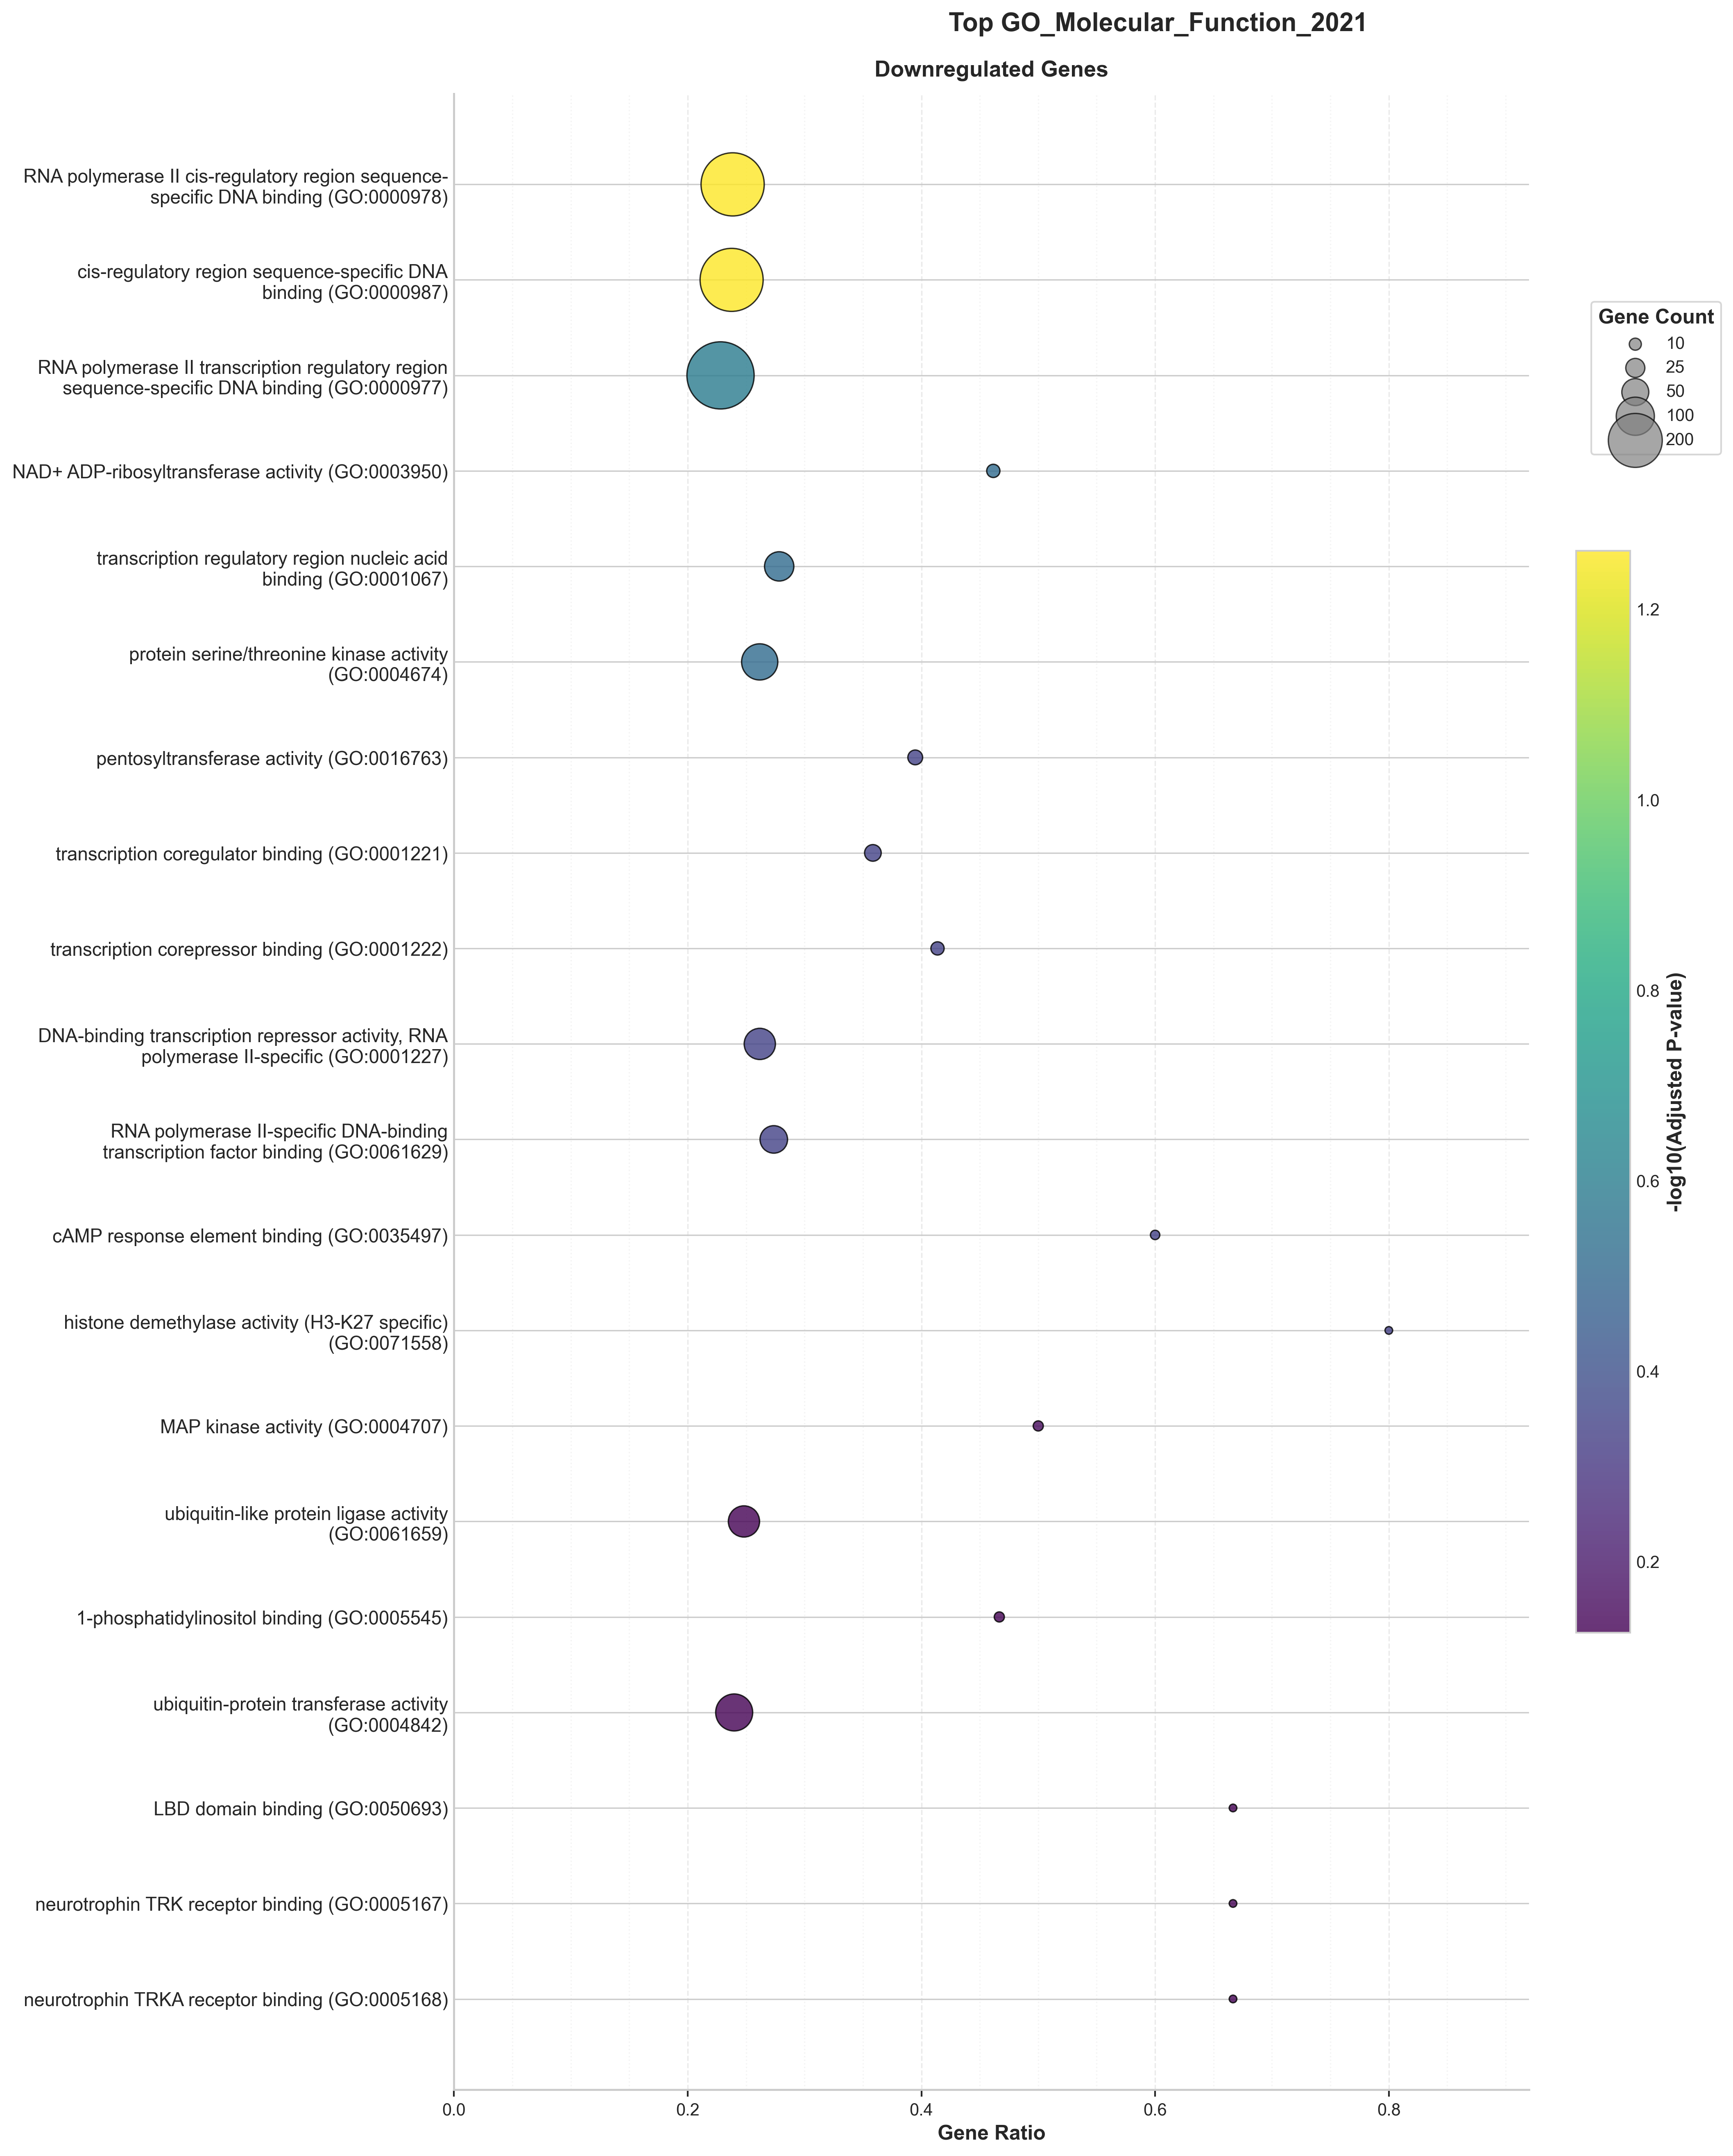 Top GO_Molecular_Function_2021
Downregulated Genes
RNA polymerase II cis-regulatory region sequence-
specific DNA binding (GO:0000978)
cis-regulatory region sequence-specific DNA
binding (GO:0000987)
RNA polymerase II transcription regulatory region
sequence-specific DNA binding (GO:0000977)
NAD+ ADP-ribosyltransferase activity (GO:0003950)
transcription regulatory region nucleic acid
binding (GO:0001067)
protein serine/threonine kinase activity
(GO:0004674)
pentosyltransferase activity (GO:0016763)
transcription coregulator binding (GO:0001221)
transcription corepressor binding (GO:0001222)
DNA-binding transcription repressor activity, RNA
polymerase II-specific (GO:0001227)
RNA polymerase II-specific DNA-binding
transcription factor binding (GO:0061629)
cAMP response element binding (GO:0035497)
histone demethylase activity (H3-K27 specific)
(GO:0071558)
MAP kinase activity (GO:0004707)
ubiquitin-like protein ligase activity
(GO:0061659)
1-phosphatidylinositol binding (GO:0005545)
ubiquitin-protein transferase activity
(GO:0004842)
LBD domain binding (GO:0050693)
neurotrophin TRK receptor binding (GO:0005167)
neurotrophin TRKA receptor binding (GO:0005168)
0.0
0.2
0.4
0.6
0.8
Gene Ratio
Gene Count
10
25
50
100
200
1.2
1.0
0.8
0.6
0.4
0.2
-log10(Adjusted P-value)